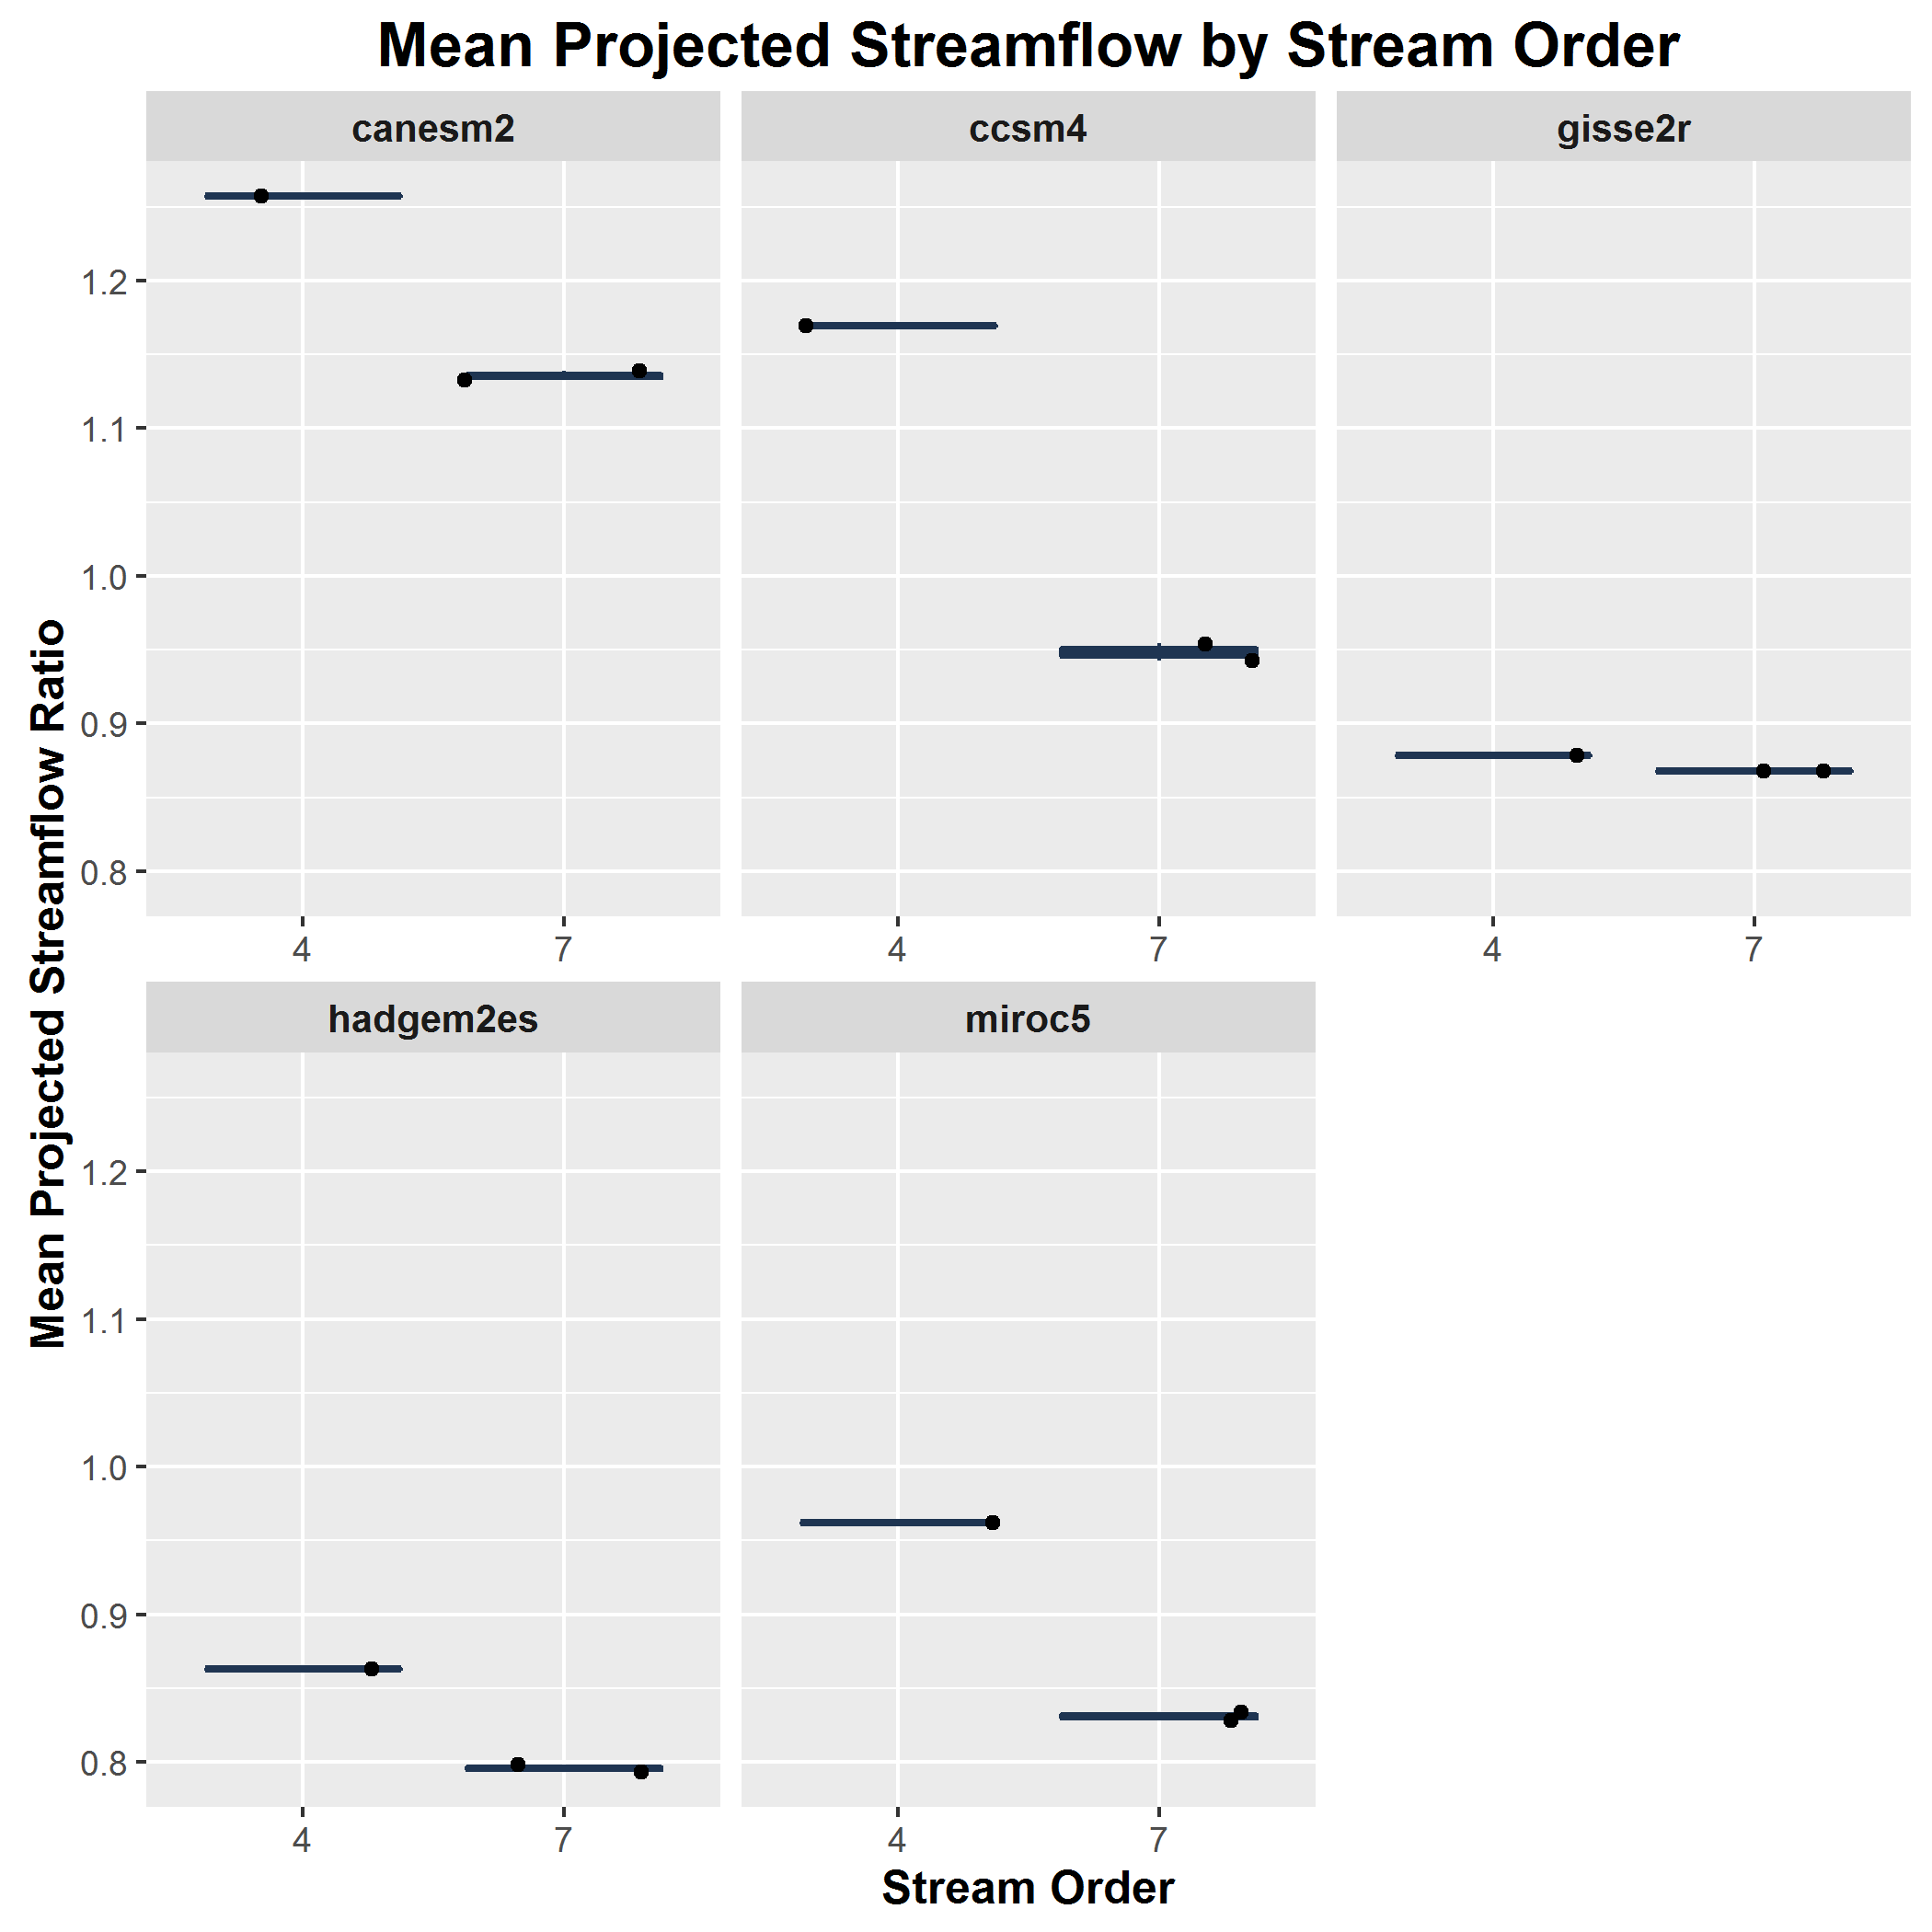 Mean Projected Streamflow by Stream Order
canesm2 ccsm4 gisse2r
1.2
1.1
1.0
0.9
0.8
4 7 4 7 4 7
Mean Projected Streamflow Ratio
hadgem2es miroc5
1.2
1.1
1.0
0.9
0.8
4 7 4 7
Stream Order